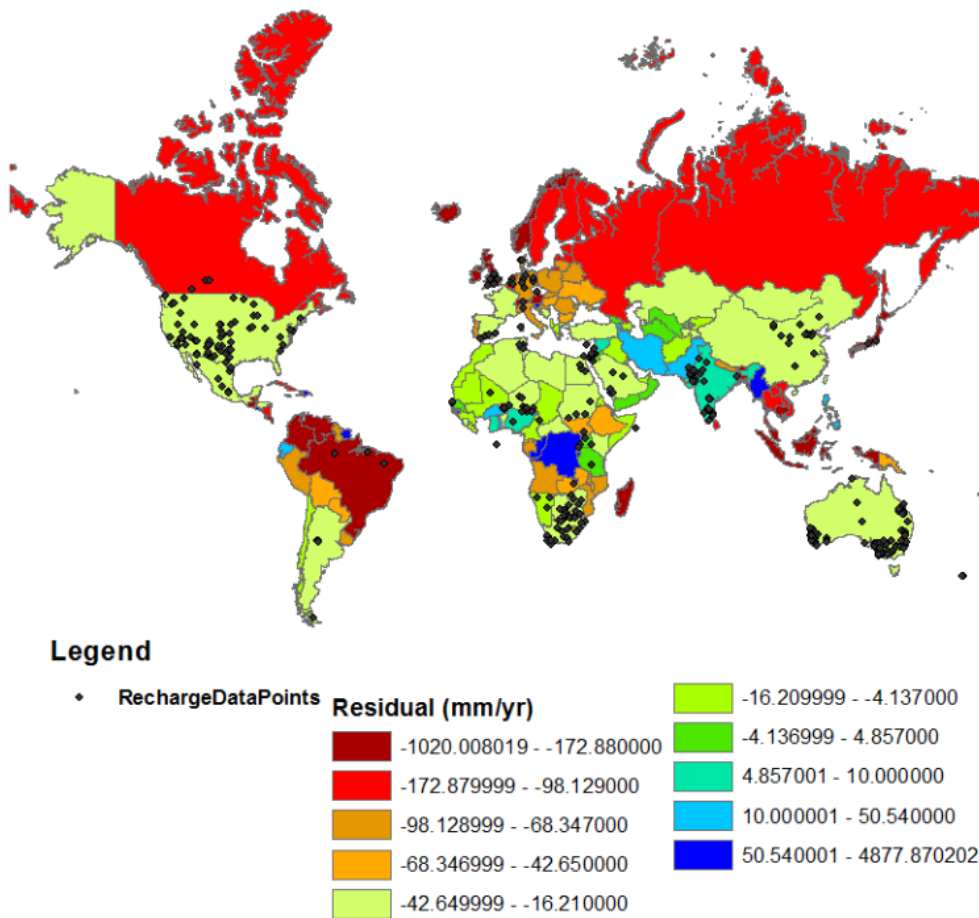 Legend
RechargeDataPoints
Residual (mm/yr)
-1020.008019 - -172.880000
-172.879999 - -98.129000
-98.128999 - -68.347000
-68.346999 - -42.650000
-42.649999 - -16.210000
-16.209999 - -4.137000
-4.136999 - 4.857000
4.857001 - 10.000000
10.000001 - 50.540000
50.540001 - 4877.870202